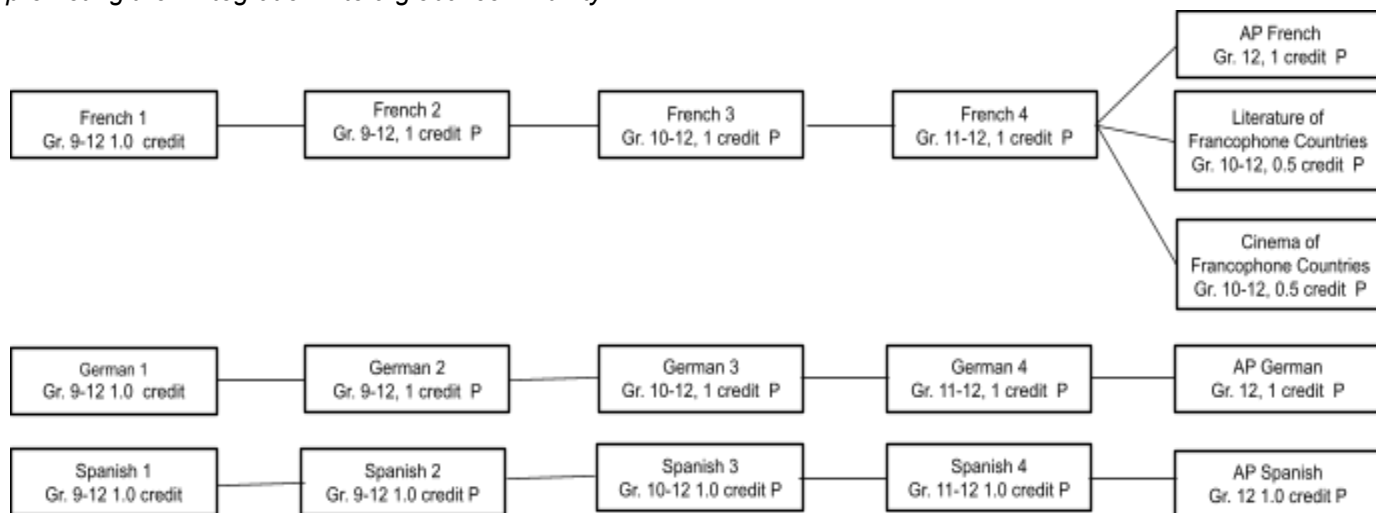 AP French
Gr. 12, 1 credit P
French 1
Gr. 9-12 1.0 credit
French 2
Gr. 9-12, 1 credit P
French 3
Gr. 10-12, 1 credit P
French 4
Gr. 11-12, 1 credit P
Literature of
Francophone Countries
Gr. 10-12, 0.5 credit P
Cinema of
Francophone Countries
Gr. 10-12, 0.5 credit P
German 1
Gr. 9-12 1.0 credit
German 2
Gr. 9-12, 1 credit P
German 3
Gr. 10-12, 1 credit P
German 4
Gr. 11-12, 1 credit P
AP German
Gr. 12, 1 credit P
Spanish 1
Gr. 9-12 1.0 credit
Spanish 2
Gr. 9-12 1.0 credit P
Spanish 3
Gr. 10-12 1.0 credit P
Spanish 4
Gr. 11-12 1.0 credit P
AP Spanish
Gr. 12 1.0 credit P